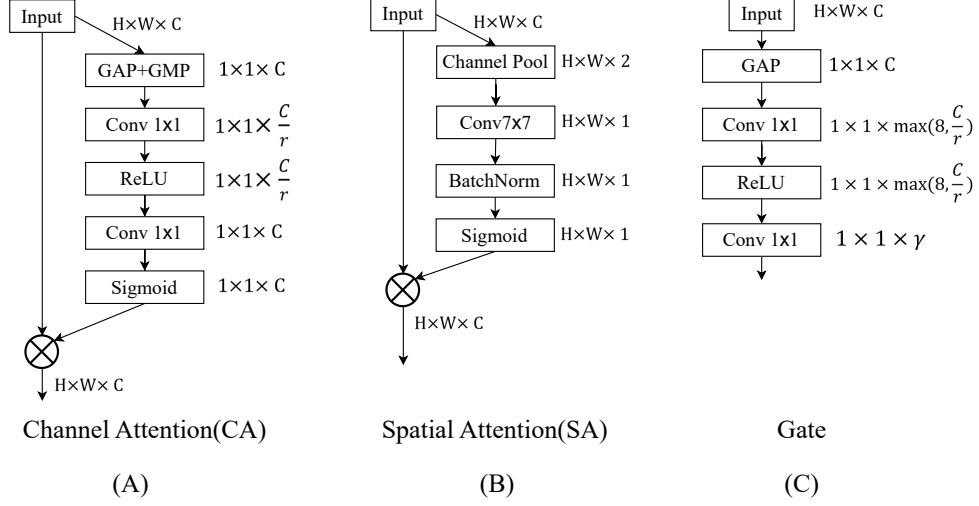 Input
H×W× C
GAP+GMP
1×1× C
Conv 1x1
1×1× C/r
ReLU
1×1× C/r
Conv 1x1
1×1× C
Sigmoid
1×1× C
H×W× C
Channel Attention(CA)
(A)
Input
H×W× C
Channel Pool
H×W× 2
Conv7x7
H×W× 1
BatchNorm
H×W× 1
Sigmoid
H×W× 1
H×W× C
Spatial Attention(SA)
(B)
Input
H×W× C
GAP
1×1× C
Conv 1x1
1 × 1 × max(8, C/r)
ReLU
1 × 1 × max(8, C/r)
Conv 1x1
1 × 1 × γ
Gate
(C)